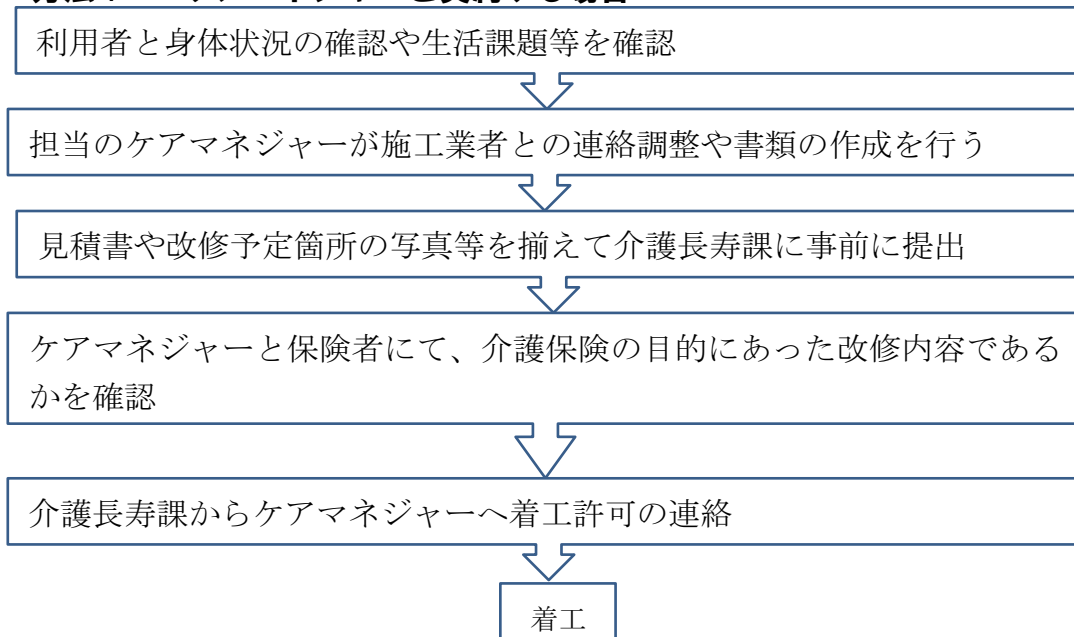 利用者と身体状況の確認や生活課題等を確認
担当のケアマネジャーが施工業者との連絡調整や書類の作成を行う
見積書や改修予定箇所の写真等を揃えて介護長寿課に事前に提出
ケアマネジャーと保険者にて、介護保険の目的にあった改修内容である
かを確認
介護長寿課からケアマネジャーへ着工許可の連絡
着工